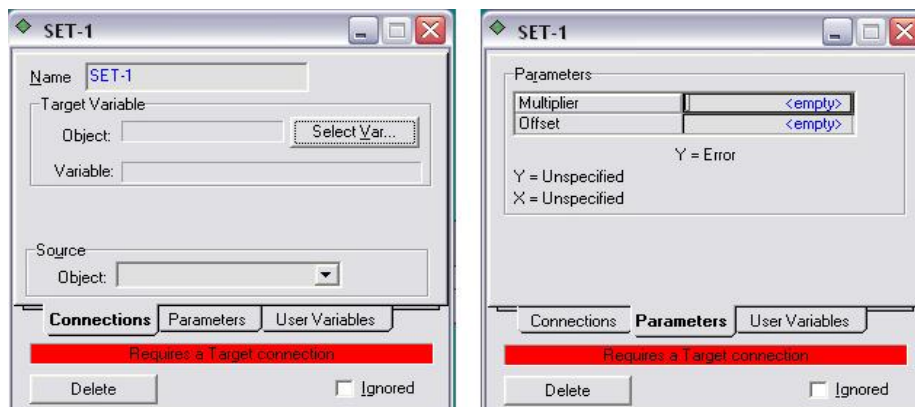 SET-1
Name SET-1
Target Variable
Object: Select Var...
Variable:
Source
Object:
Connections Parameters User Variables
Requires a Target connection
Delete Ignored
SET-1
Parameters
Multiplier <empty>
Offset <empty>
Y = Error
Y = Unspecified
X = Unspecified
Connections Parameters User Variables
Requires a Target connection
Delete Ignored